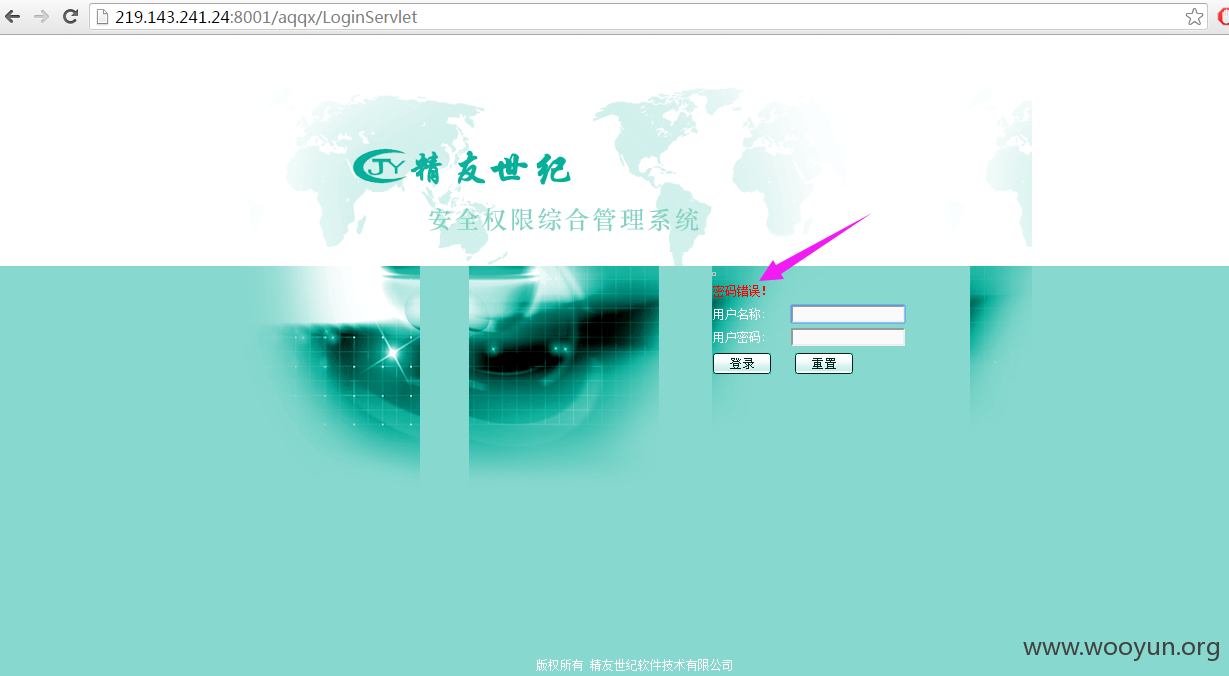 219.143.241.24:8001/aqqx/LoginServlet
JY 精友世纪
安全权限综合管理系统
密码错误！
用户名称：
用户密码：
登录 重置
www.wooyun.org
版权所有 精友世纪软件技术有限公司